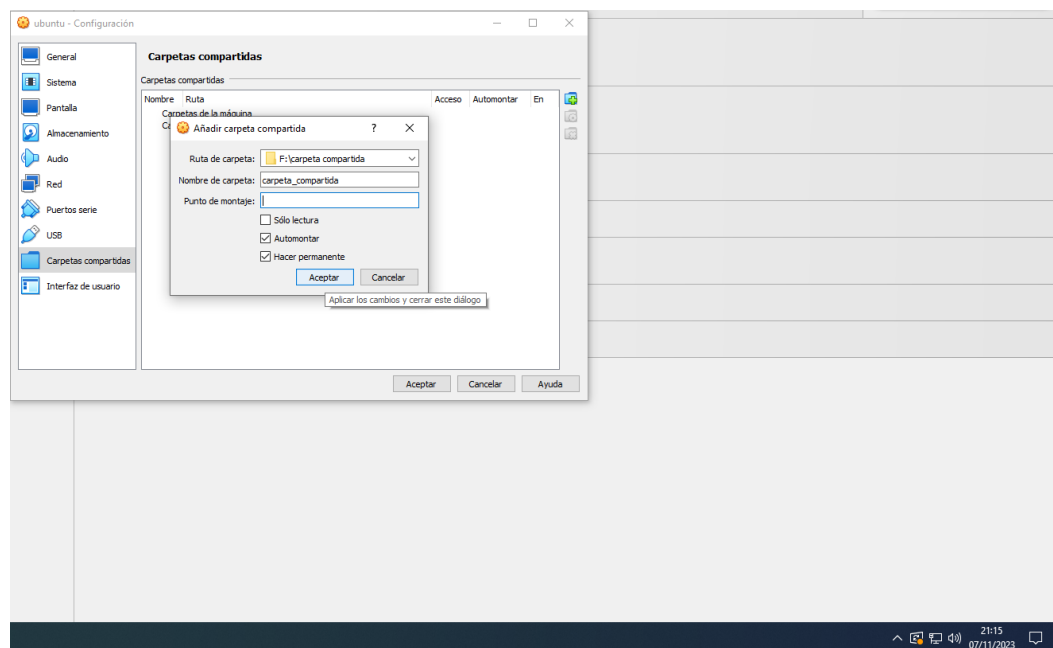 ubuntu - Configuración
General
Sistema
Pantalla
Almacenamiento
Audio
Red
Puertos serie
USB
Carpetas compartidas
Interfaz de usuario
Carpetas compartidas
Carpetas compartidas
Nombre Ruta Acceso Automontar En
Carpetas de la máquina
Añadir carpeta compartida ?
Ruta de carpeta: F:\carpeta compartida
Nombre de carpeta: carpeta_compartida
Punto de montaje:
Sólo lectura
Automontar
Hacer permanente
Aceptar Cancelar
Aplicar los cambios y cerrar este diálogo
Aceptar Cancelar Ayuda
21:15
07/11/2023